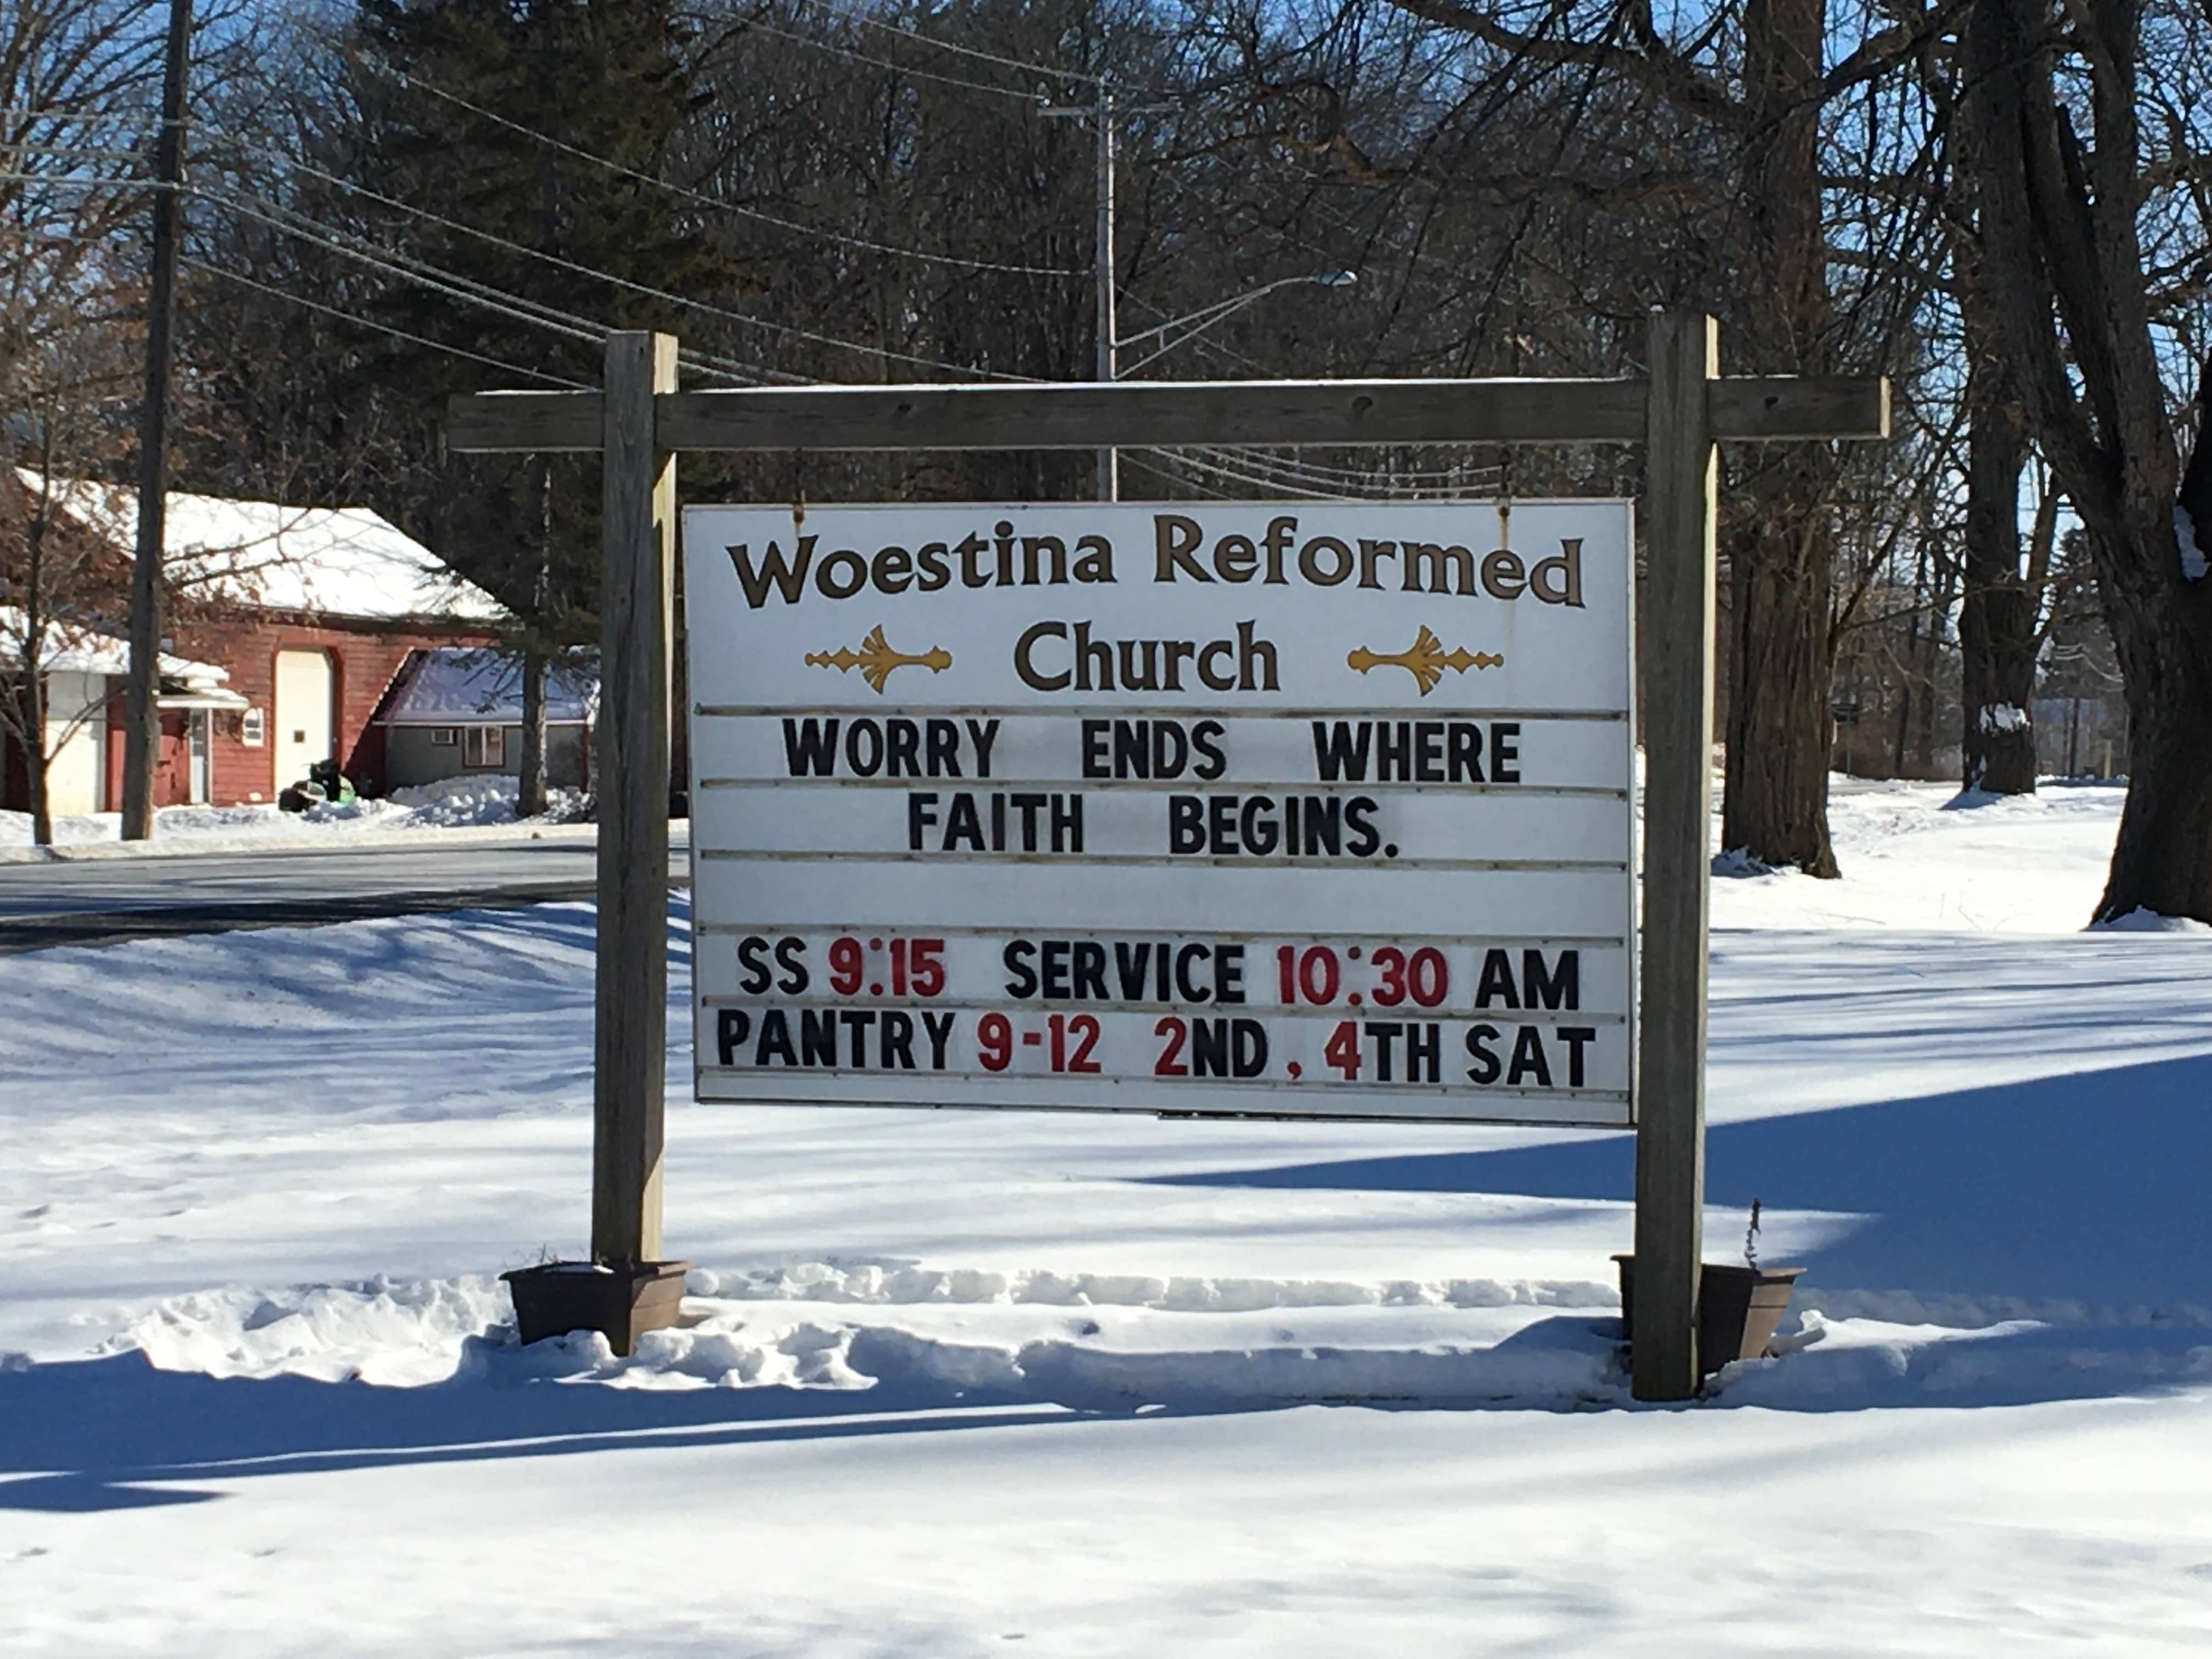 Woestina Reformed
Church
WORRY ENDS WHERE
FAITH BEGINS.
SS 9:15 SERVICE 10:30 AM
PANTRY 9-12 2ND, 4TH SAT